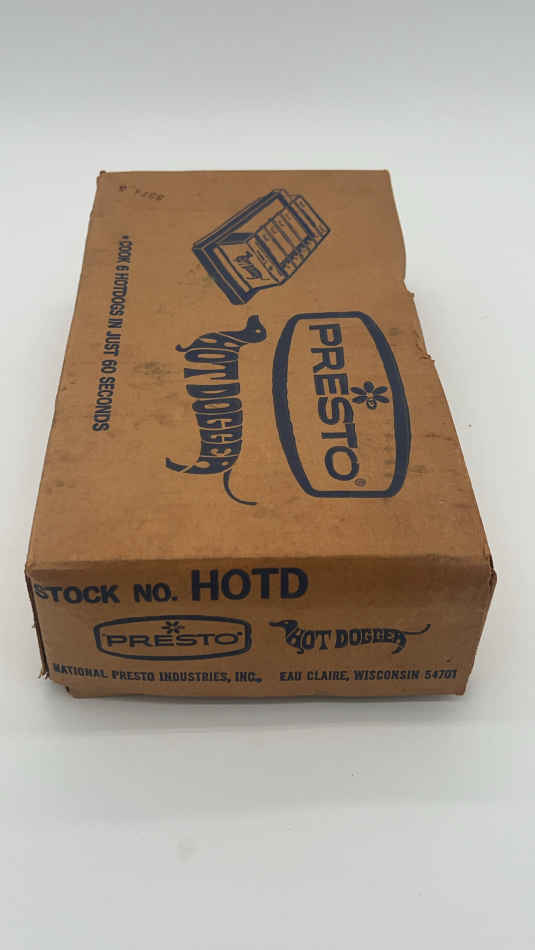 PRESTO®
HOT DOGGER
• COOK 6 HOTDOGS IN JUST 60 SECONDS
STOCK NO. HOTD
PRESTO®
HOT DOGGER
NATIONAL PRESTO INDUSTRIES, INC., EAU CLAIRE, WISCONSIN 54701